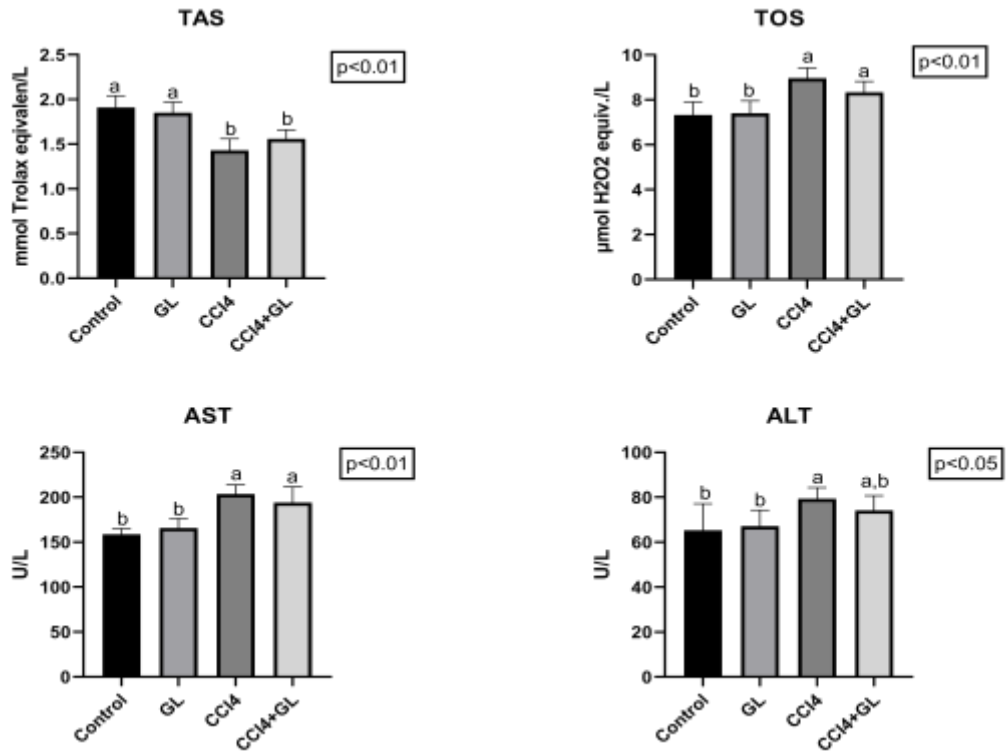 TAS
p<0.01
mmol Trolax eqivalen/L
2.5
2.0
1.5
1.0
0.5
0.0
a
a
b
b
Control
GL
CCl4
CCl4+GL
TOS
p<0.01
µmol H2O2 equiv./L
10
8
6
4
2
0
b
b
a
a
Control
GL
CCl4
CCl4+GL
AST
p<0.01
U/L
250
200
150
100
50
0
b
b
a
a
Control
GL
CCl4
CCl4+GL
ALT
p<0.05
U/L
100
80
60
40
20
0
b
b
a
a,b
Control
GL
CCl4
CCl4+GL